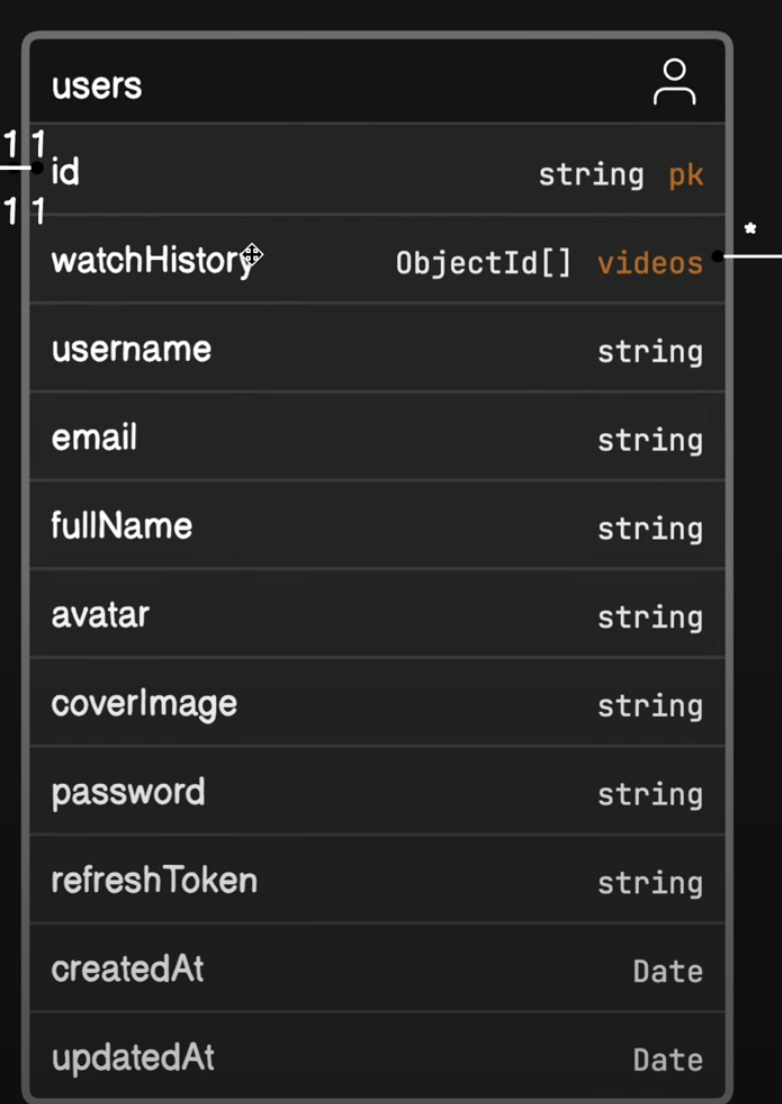 users
1 1
id string pk
1 1
watchHistory ObjectId[] videos
*
username string
email string
fullName string
avatar string
coverImage string
password string
refreshToken string
createdAt Date
updatedAt Date